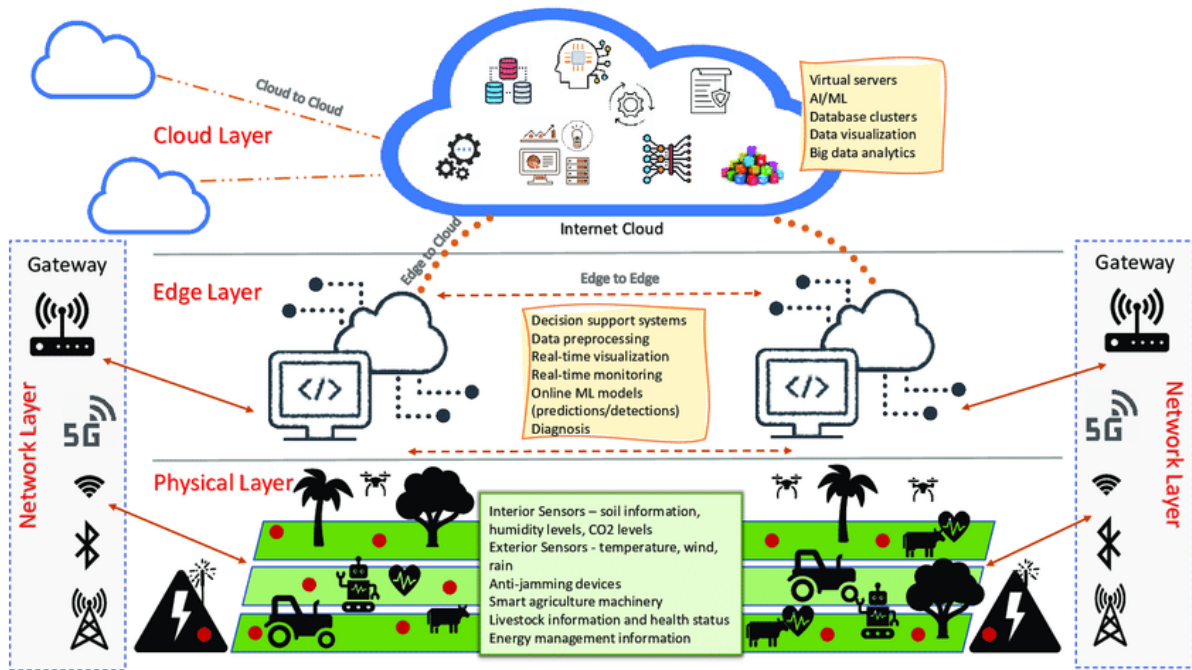 Cloud to Cloud
Cloud Layer
Virtual servers
AI/ML
Database clusters
Data visualization
Big data analytics
Internet Cloud
Edge to Cloud
Gateway
5G
Network Layer
Edge Layer
Edge to Edge
</>
Decision support systems
Data preprocessing
Real-time visualization
Real-time monitoring
Online ML models
(predictions/detections)
Diagnosis
</>
Gateway
5G
Network Layer
Physical Layer
Interior Sensors – soil information,
humidity levels, CO2 levels
Exterior Sensors - temperature, wind,
rain
Anti-jamming devices
Smart agriculture machinery
Livestock information and health status
Energy management information